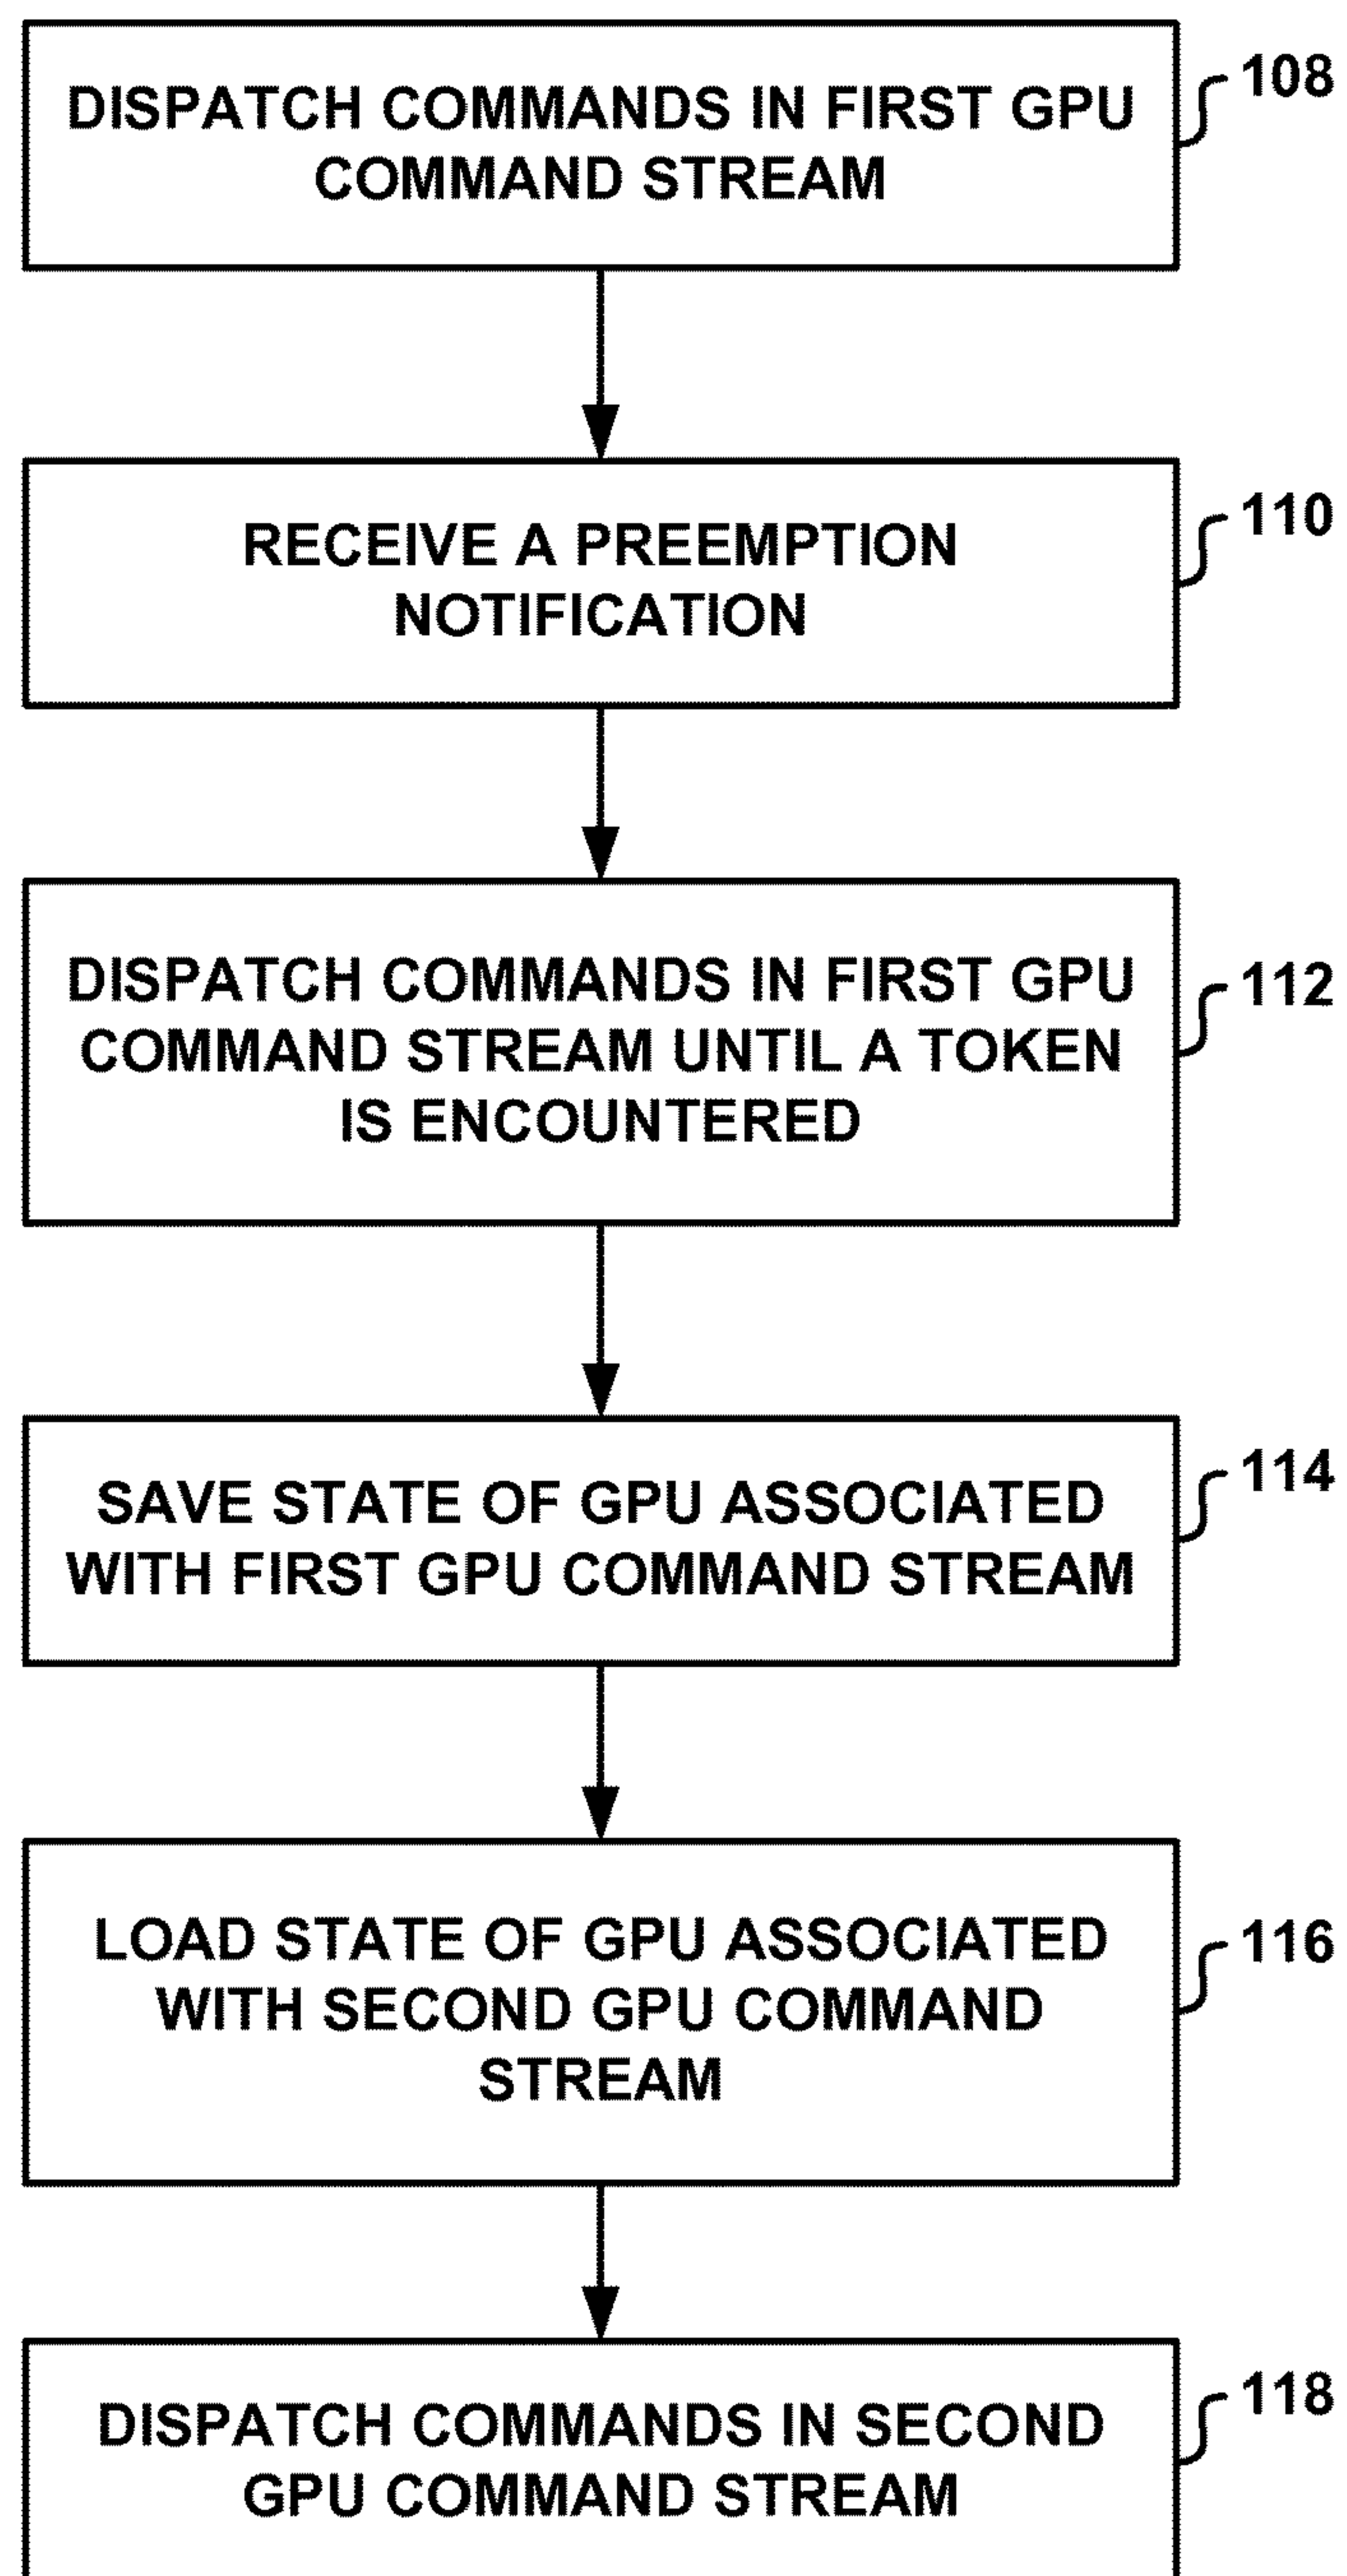 DISPATCH COMMANDS IN FIRST GPU
COMMAND STREAM
108
RECEIVE A PREEMPTION
NOTIFICATION
110
DISPATCH COMMANDS IN FIRST GPU
COMMAND STREAM UNTIL A TOKEN
IS ENCOUNTERED
112
SAVE STATE OF GPU ASSOCIATED
WITH FIRST GPU COMMAND STREAM
114
LOAD STATE OF GPU ASSOCIATED
WITH SECOND GPU COMMAND
STREAM
116
DISPATCH COMMANDS IN SECOND
GPU COMMAND STREAM
118